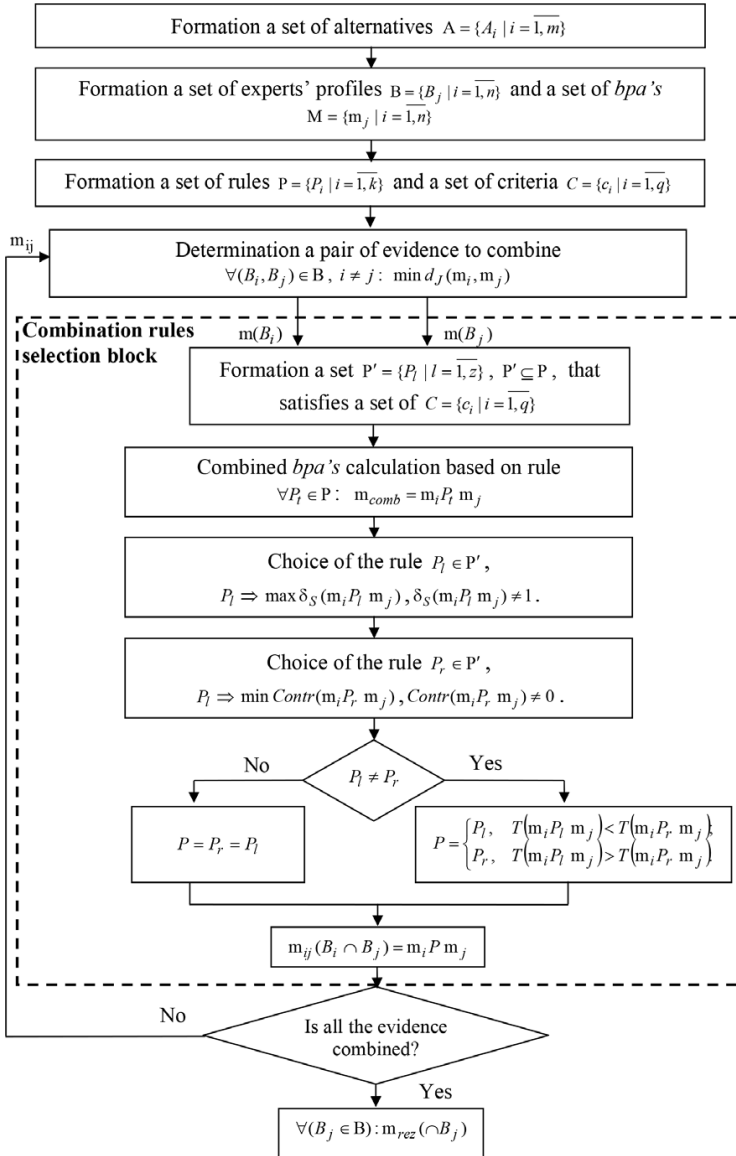 Formation a set of alternatives A = {A_i | i = \overline{1, m}}
Formation a set of experts’ profiles B = {B_j | i = \overline{1, n}} and a set of bpa’s
M = {m_j | i = \overline{1, n}}
Formation a set of rules P = {P_i | i = \overline{1, k}} and a set of criteria C = {c_i | i = \overline{1, q}}
m_ij
Determination a pair of evidence to combine
∀(B_i, B_j) ∈ B, i ≠ j: min d_J(m_i, m_j)
Combination rules
selection block
m(B_i)
m(B_j)
Formation a set P′ = {P_l | l = \overline{1, z}}, P′ ⊆ P, that
satisfies a set of C = {c_i | i = \overline{1, q}}
Combined bpa’s calculation based on rule
∀P_t ∈ P: m_comb = m_i P_t m_j
Choice of the rule P_l ∈ P′,
P_l ⇒ max δ_S(m_i P_l m_j), δ_S(m_i P_l m_j) ≠ 1.
Choice of the rule P_r ∈ P′,
P_l ⇒ min Contr(m_i P_r m_j), Contr(m_i P_r m_j) ≠ 0.
No
Yes
P_l ≠ P_r
P = P_r = P_l
P = { P_l, T(m_i P_l m_j) < T(m_i P_r m_j);
P_r, T(m_i P_l m_j) > T(m_i P_r m_j).
m_ij(B_i ∩ B_j) = m_i P m_j
No
Is all the evidence
combined?
Yes
∀(B_j ∈ B): m_rez(∩B_j)